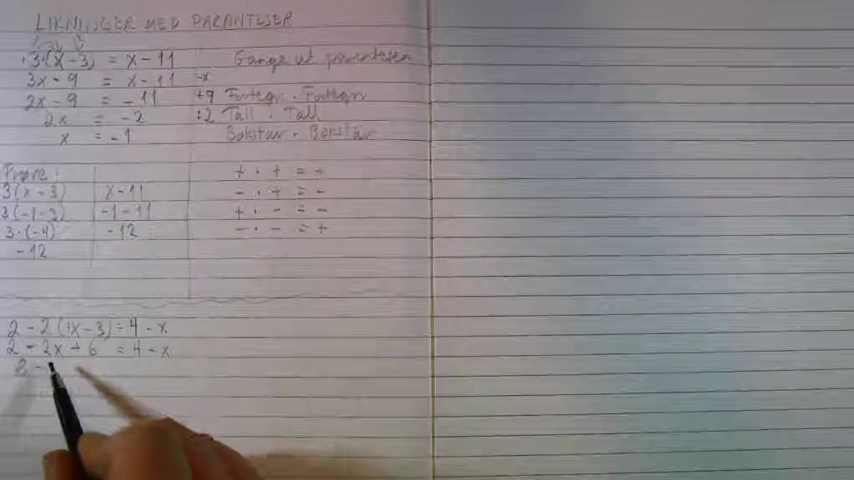 LIKNINGER MED PARANTESER
3·(x-3) = x-11 Gange ut parentesen
3x-9 = x-11 -x
2x-9 = -11 +9 Fortegn · Fortegn
2x = -2 :2 Tall · Tall
x = -1 Bokstav · Bokstav
Prøve:
3(x-3) x-11
3(-1-3) -1-11
3·(-4) -12
-12
+ · + = +
- · + = -
+ · - = -
- · - = +
2-2(1x-3)=4-x
2-2x+6 =4-x
8-